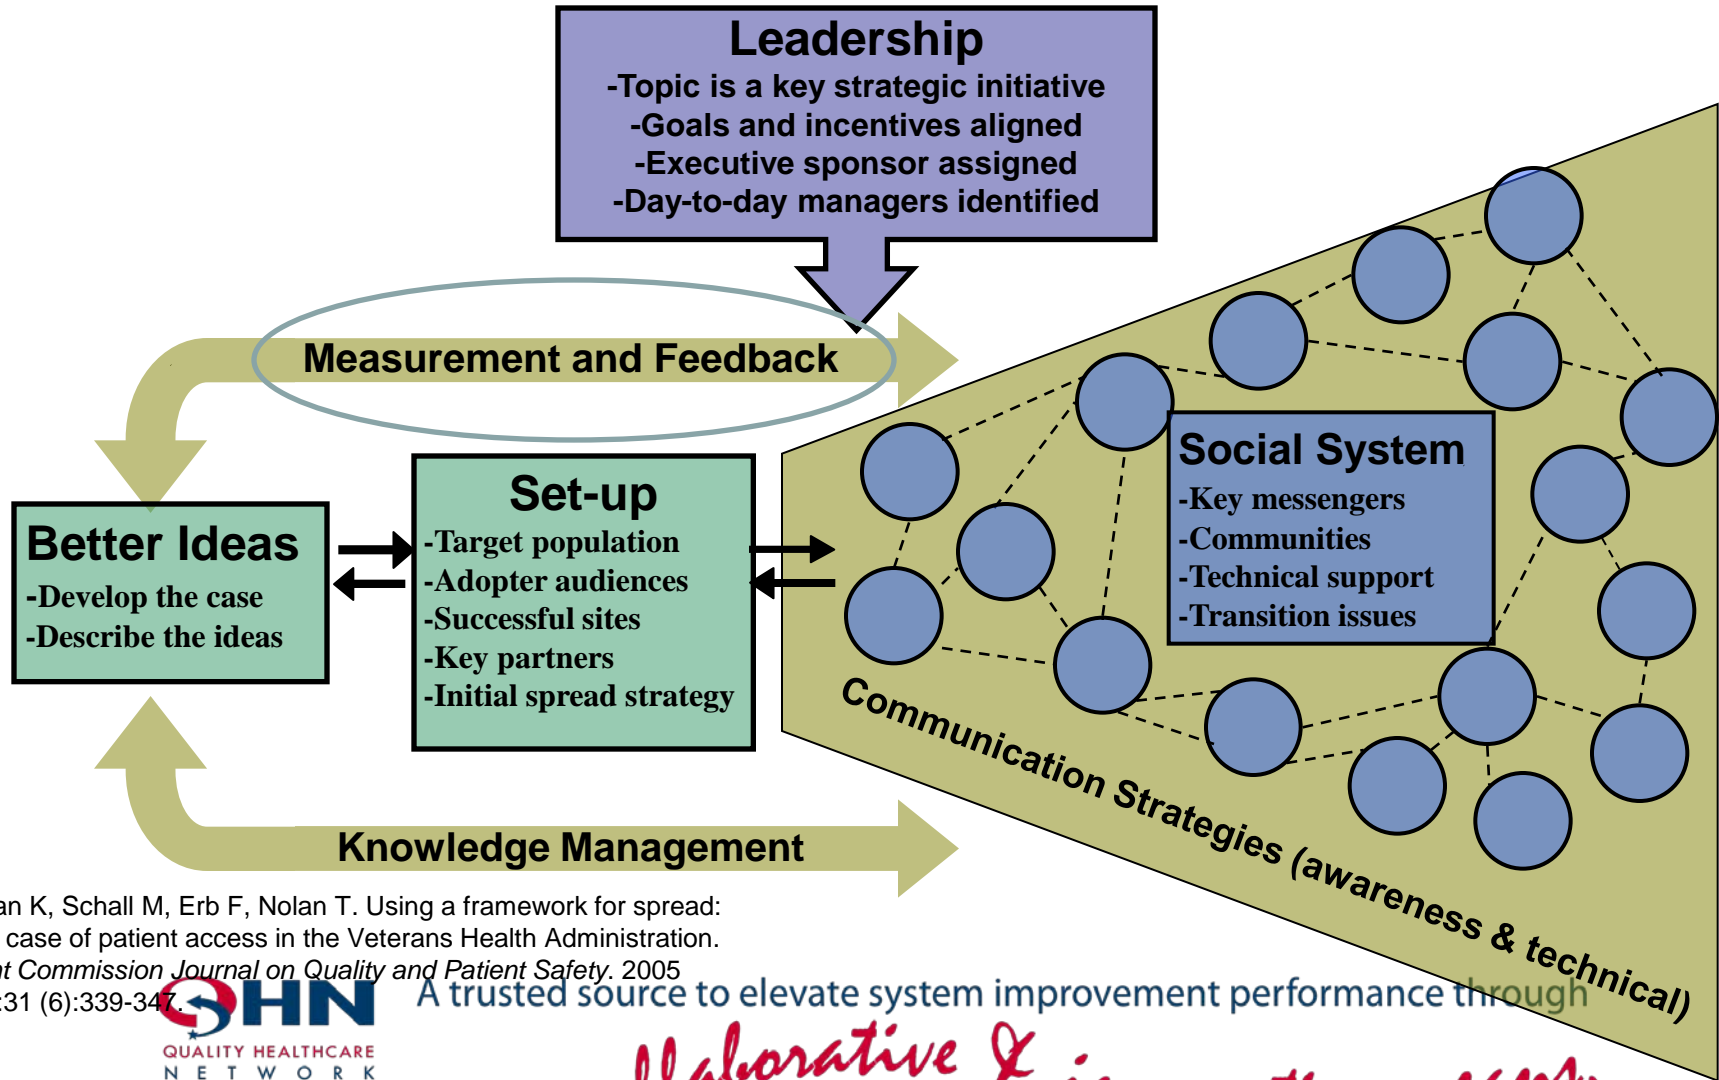 Leadership
-Topic is a key strategic initiative
-Goals and incentives aligned
-Executive sponsor assigned
-Day-to-day managers identified
Measurement and Feedback
Better Ideas
-Develop the case
-Describe the ideas
Set-up
-Target population
-Adopter audiences
-Successful sites
-Key partners
-Initial spread strategy
Social System
-Key messengers
-Communities
-Technical support
-Transition issues
Communication Strategies (awareness & technical)
Knowledge Management
an K, Schall M, Erb F, Nolan T. Using a framework for spread:
case of patient access in the Veterans Health Administration.
nt Commission Journal on Quality and Patient Safety. 2005
:31 (6):339-347.
QHN
QUALITY HEALTHCARE
NETWORK
A trusted source to elevate system improvement performance through
&